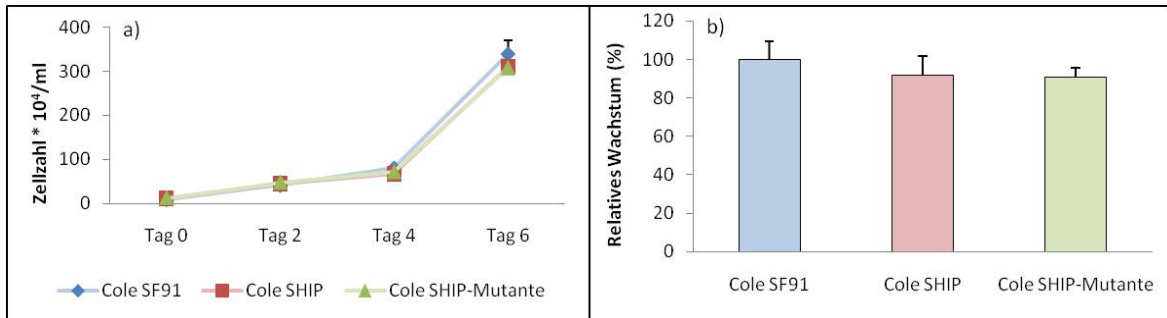 a)
Zellzahl * 10⁴/ml
400
300
200
100
0
Tag 0 Tag 2 Tag 4 Tag 6
Cole SF91 Cole SHIP Cole SHIP-Mutante
b)
Relatives Wachstum (%)
120
100
80
60
40
20
0
Cole SF91 Cole SHIP Cole SHIP-Mutante